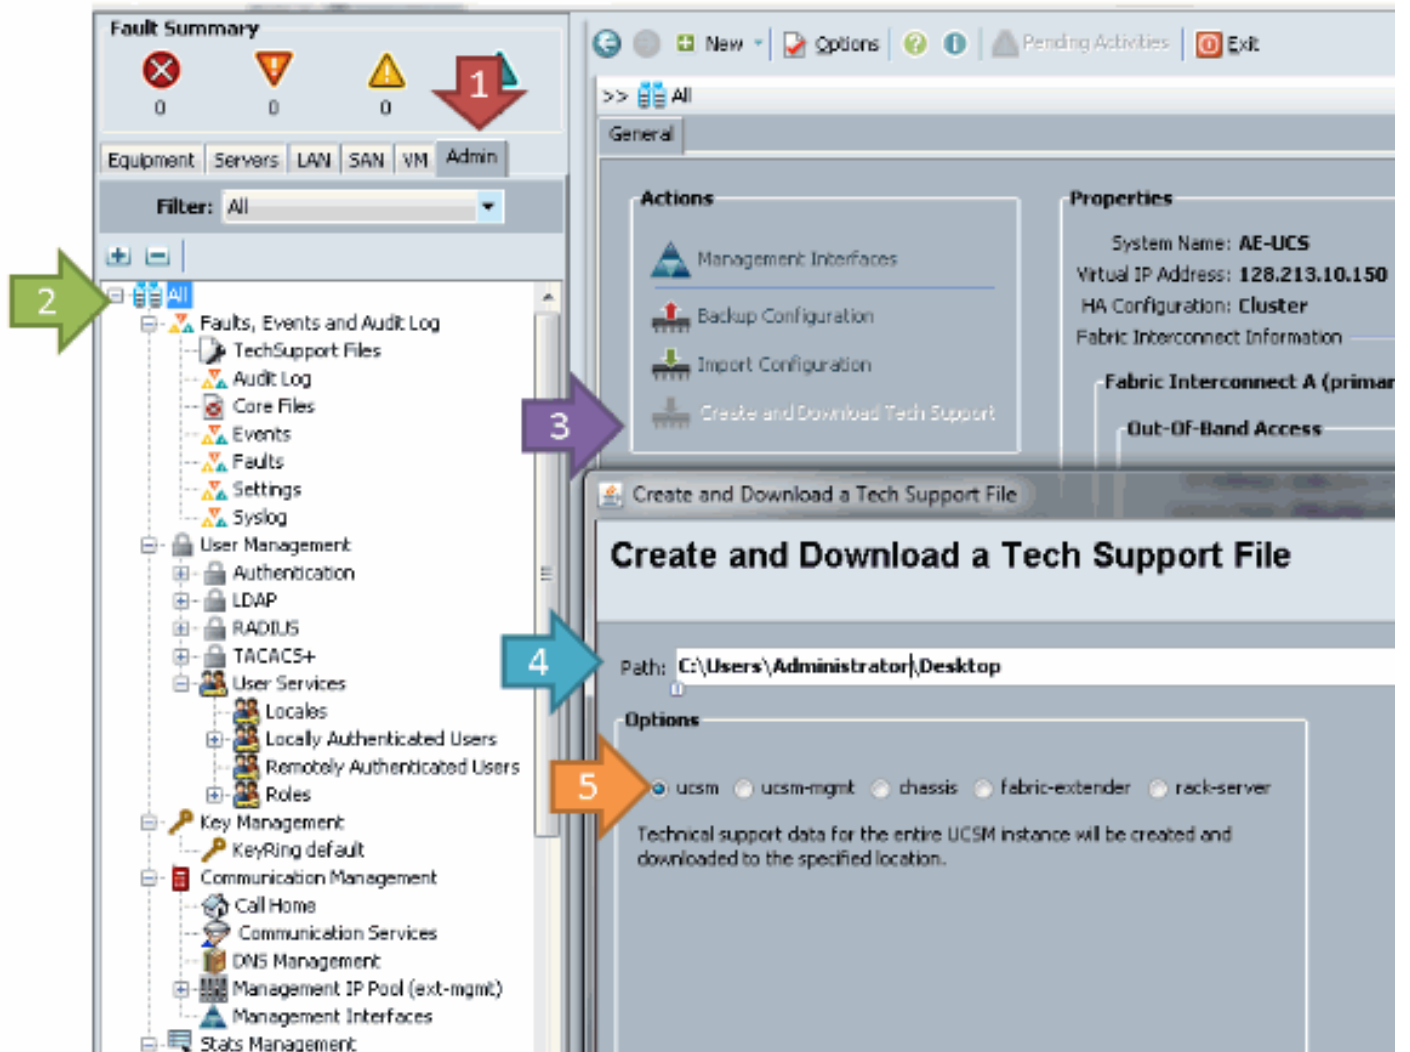 Fault Summary
0 0 0
1
Equipment Servers LAN SAN VM Admin
Filter: All
2
All
Faults, Events and Audit Log
TechSupport Files
Audit Log
Core Files
Events
Faults
Settings
Syslog
User Management
Authentication
LDAP
RADIUS
TACACS+
User Services
Locales
Locally Authenticated Users
Remotely Authenticated Users
Roles
Key Management
KeyRing default
Communication Management
Call Home
Communication Services
DNS Management
Management IP Pool (ext-mgmt)
Management Interfaces
Stats Management
New Options Pending Activities Exit
>> All
General
Actions
Management Interfaces
Backup Configuration
Import Configuration
3
Create and Download Tech Support
Properties
System Name: AE-UCS
Virtual IP Address: 128.213.10.150
HA Configuration: Cluster
Fabric Interconnect Information
Fabric Interconnect A (primar
Out-Of-Band Access
Create and Download a Tech Support File
Create and Download a Tech Support File
4
Path: C:\Users\Administrator\Desktop
Options
5
ucsm ucsm-mgmt chassis fabric-extender rack-server
Technical support data for the entire UCSM instance will be created and
downloaded to the specified location.